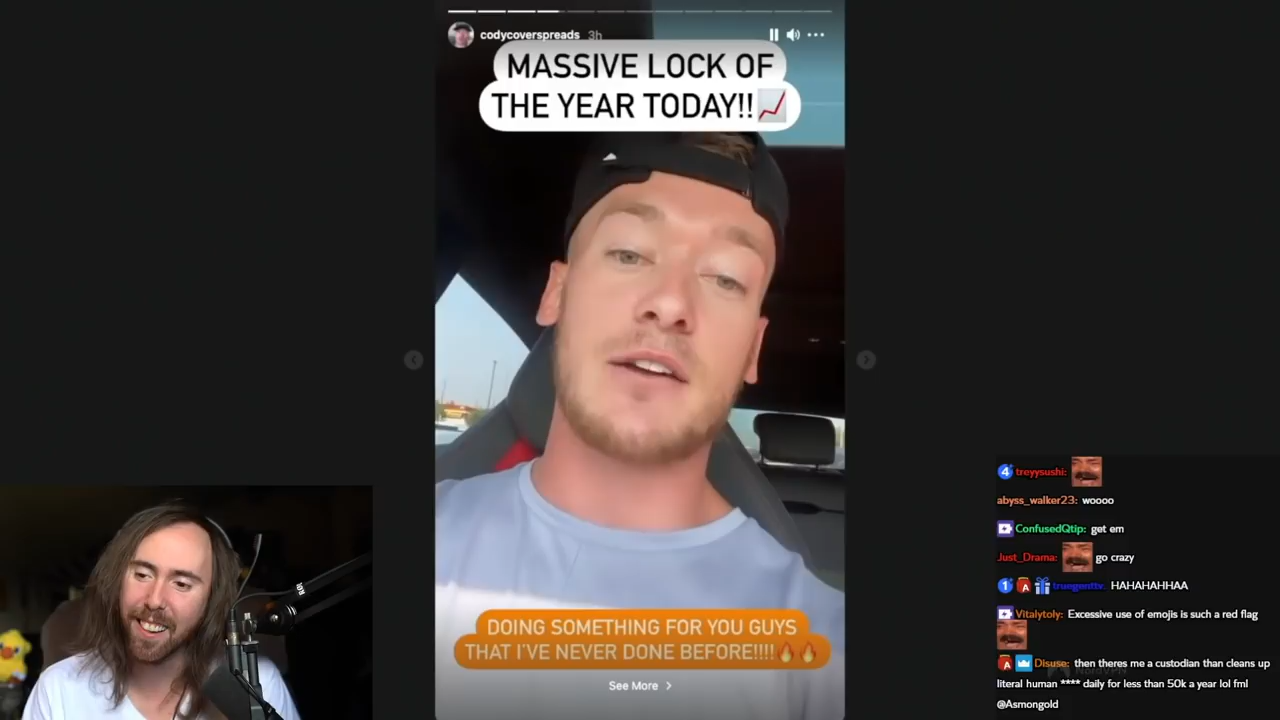 codycoverspreads 3h
MASSIVE LOCK OF
THE YEAR TODAY!!📈
DOING SOMETHING FOR YOU GUYS
THAT I'VE NEVER DONE BEFORE!!!!🔥🔥
See More
4 treyysushi:
abyss_walker23: woooo
ConfusedQtip: get em
Just_Drama: go crazy
1 truengenttv: HAHAHAHHAA
Vitalytoly: Excessive use of emojis is such a red flag
Disuse: then theres me a custodian than cleans up
literal human **** daily for less than 50k a year lol fml
@Asmongold